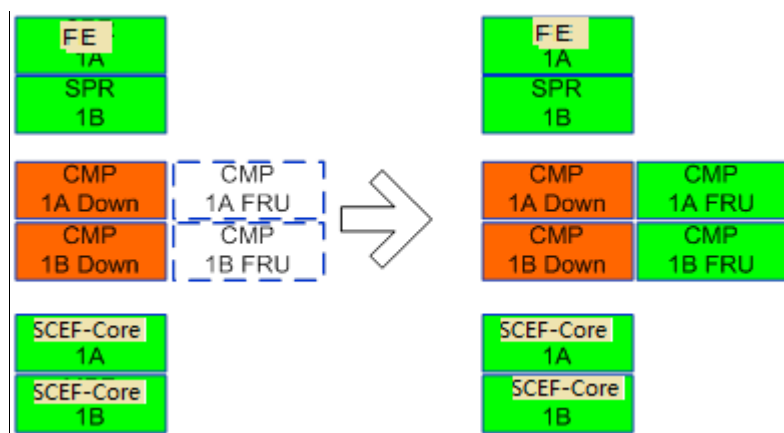 FE
1A
SPR
1B
CMP
1A Down
CMP
1A FRU
CMP
1B Down
CMP
1B FRU
SCEF-Core
1A
SCEF-Core
1B
FE
1A
SPR
1B
CMP
1A Down
CMP
1A FRU
CMP
1B Down
CMP
1B FRU
SCEF-Core
1A
SCEF-Core
1B